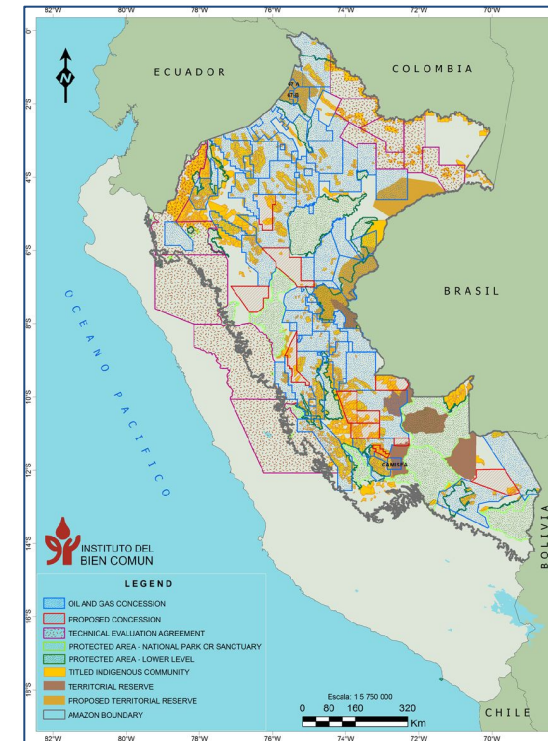 82°W 80°W 78°W 76°W 74°W 72°W 70°W
0°
ECUADOR
COLOMBIA
2°S
4°S
6°S
BRASIL
8°S
OCEANO PACIFICO
10°S
12°S
CAMISEA
14°S
BOLIVIA
INSTITUTO DEL
BIEN COMUN
LEGEND
OIL AND GAS CONCESSION
PROPOSED CONCESSION
TECHNICAL EVALUATION AGREEMENT
PROTECTED AREA - NATIONAL PARK OR SANCTUARY
PROTECTED AREA - LOWER LEVEL
TITLED INDIGENOUS COMMUNITY
TERRITORIAL RESERVE
PROPOSED TERRITORIAL RESERVE
AMAZON BOUNDARY
16°S
18°S
Escala: 1:5 750 000
0 80 160 320
Km
CHILE
82°W 80°W 78°W 76°W 74°W 72°W 70°W